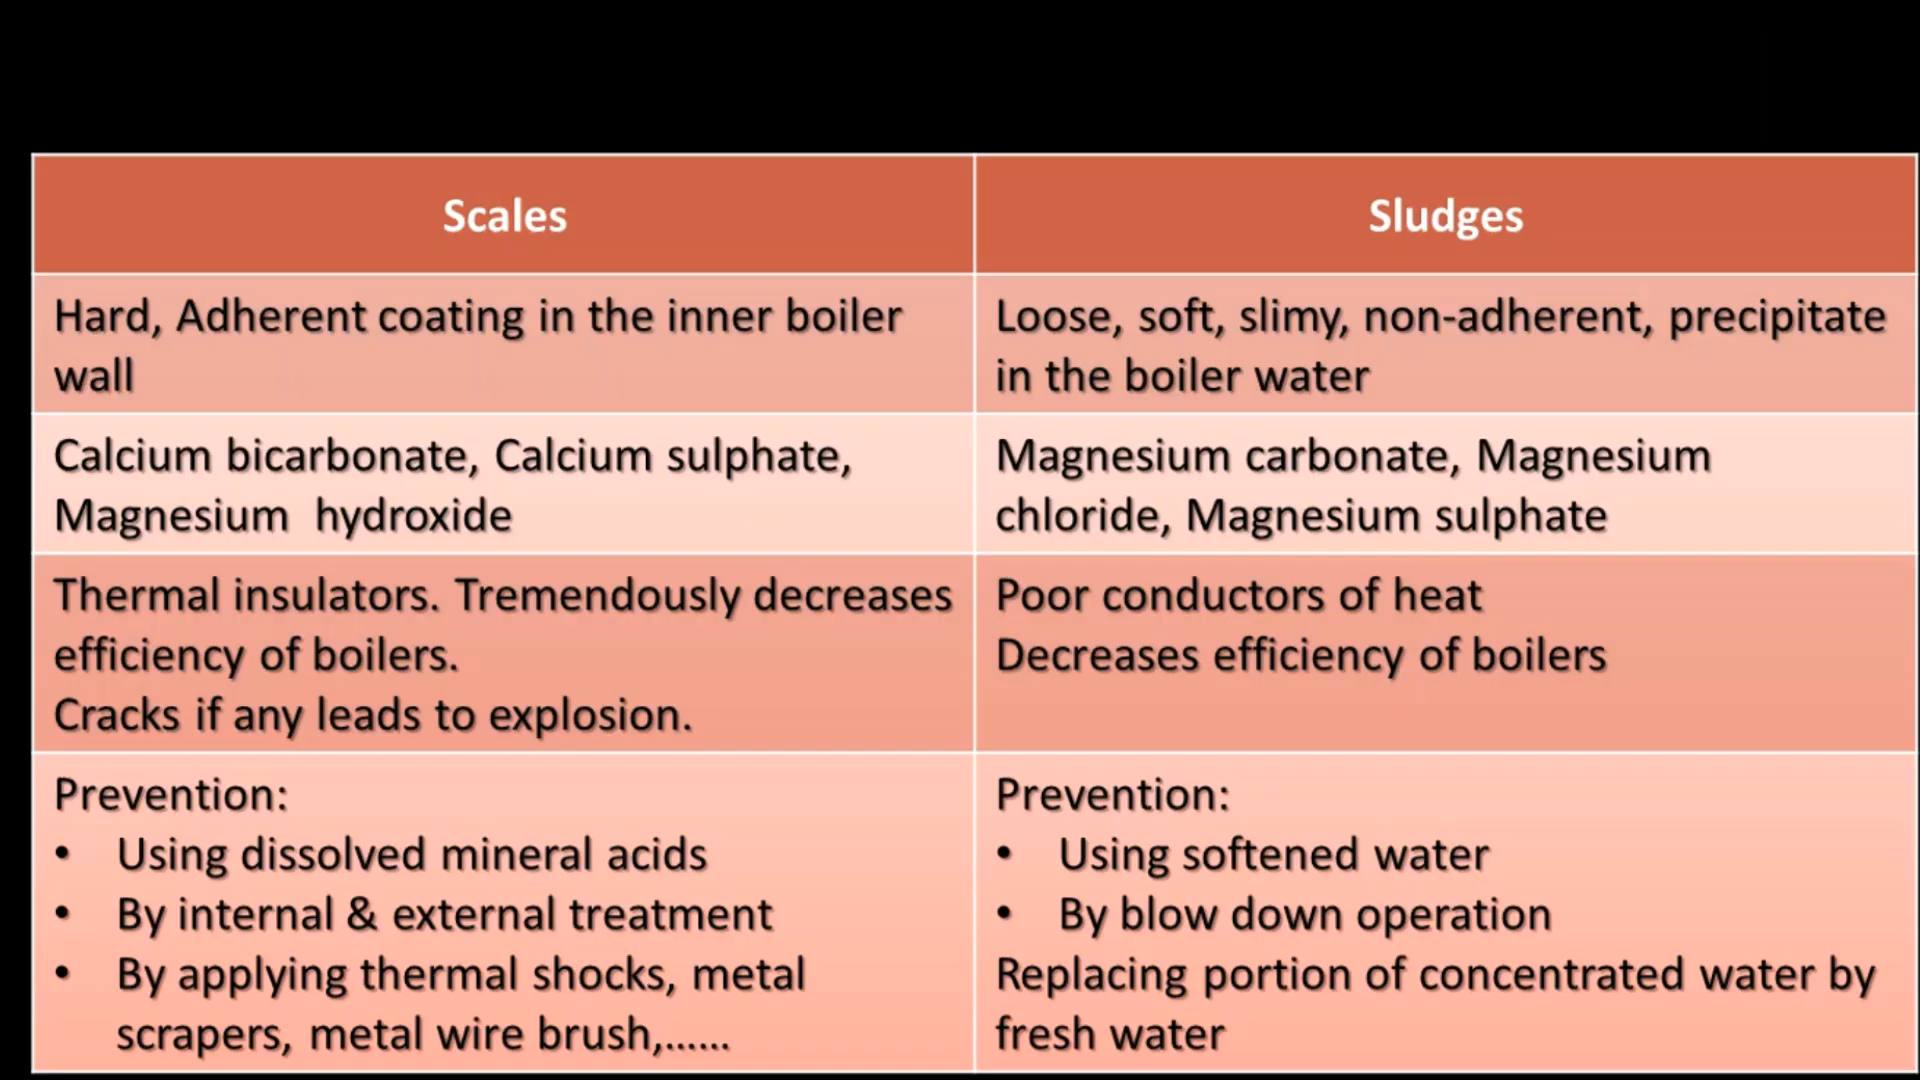 Scales
Sludges
Hard, Adherent coating in the inner boiler
wall
Loose, soft, slimy, non-adherent, precipitate
in the boiler water
Calcium bicarbonate, Calcium sulphate,
Magnesium  hydroxide
Magnesium carbonate, Magnesium
chloride, Magnesium sulphate
Thermal insulators. Tremendously decreases
efficiency of boilers.
Cracks if any leads to explosion.
Poor conductors of heat
Decreases efficiency of boilers
Prevention:
• Using dissolved mineral acids
• By internal & external treatment
• By applying thermal shocks, metal
scrapers, metal wire brush,......
Prevention:
• Using softened water
• By blow down operation
Replacing portion of concentrated water by
fresh water